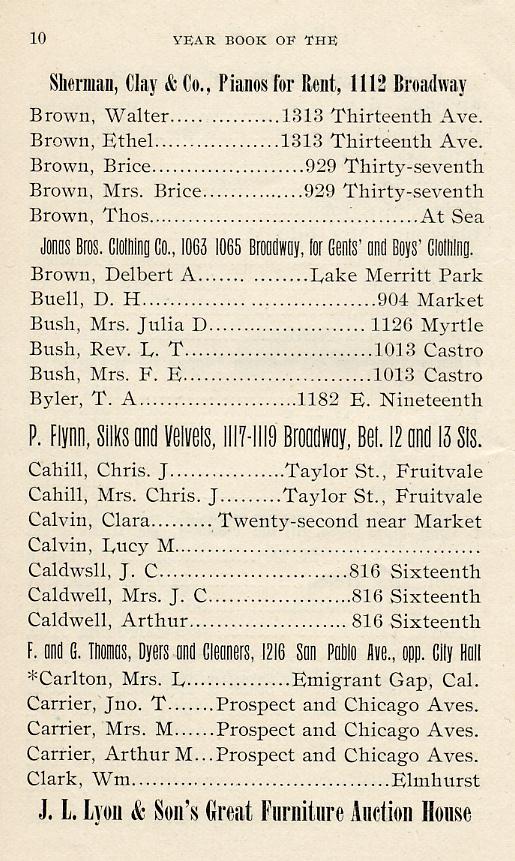 10 YEAR BOOK OF THE
Sherman, Clay & Co., Pianos for Rent, 1112 Broadway
Brown, Walter..... ..........1313 Thirteenth Ave.
Brown, Ethel..................1313 Thirteenth Ave.
Brown, Brice......................929 Thirty-seventh
Brown, Mrs. Brice...............929 Thirty-seventh
Brown, Thos.......................................At Sea
Jonas Bros. Clothing Co., 1063 1065 Broadway, for Gents' and Boys' Clothing.
Brown, Delbert A....... ........Lake Merritt Park
Buell, D. H.......... ..................904 Market
Bush, Mrs. Julia D....................... 1126 Myrtle
Bush, Rev. L. T...........................1013 Castro
Bush, Mrs. F. E............................1013 Castro
Byler, T. A.......................1182 E. Nineteenth
P. Flynn, Silks and Velvets, 1117-1119 Broadway, Bet. 12 and 13 Sts.
Cahill, Chris. J.................Taylor St., Fruitvale
Cahill, Mrs. Chris. J.........Taylor St., Fruitvale
Calvin, Clara......... Twenty-second near Market
Calvin, Lucy M.............................................
Caldwsll, J. C...........................816 Sixteenth
Caldwell, Mrs. J. C.....................816 Sixteenth
Caldwell, Arthur....................... 816 Sixteenth
F. and G. Thomas, Dyers and Cleaners, 1216 San Pablo Ave., opp. City Hall
*Carlton, Mrs. L...............Emigrant Gap, Cal.
Carrier, Jno. T.......Prospect and Chicago Aves.
Carrier, Mrs. M......Prospect and Chicago Aves.
Carrier, Arthur M...Prospect and Chicago Aves.
Clark, Wm.....................................Elmhurst
J. L. Lyon & Son's Great Furniture Auction House